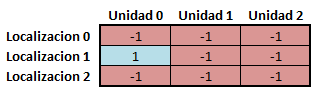 Unidad 0 Unidad 1 Unidad 2
Localizacion 0 -1 -1 -1
Localizacion 1 1 -1 -1
Localizacion 2 -1 -1 -1